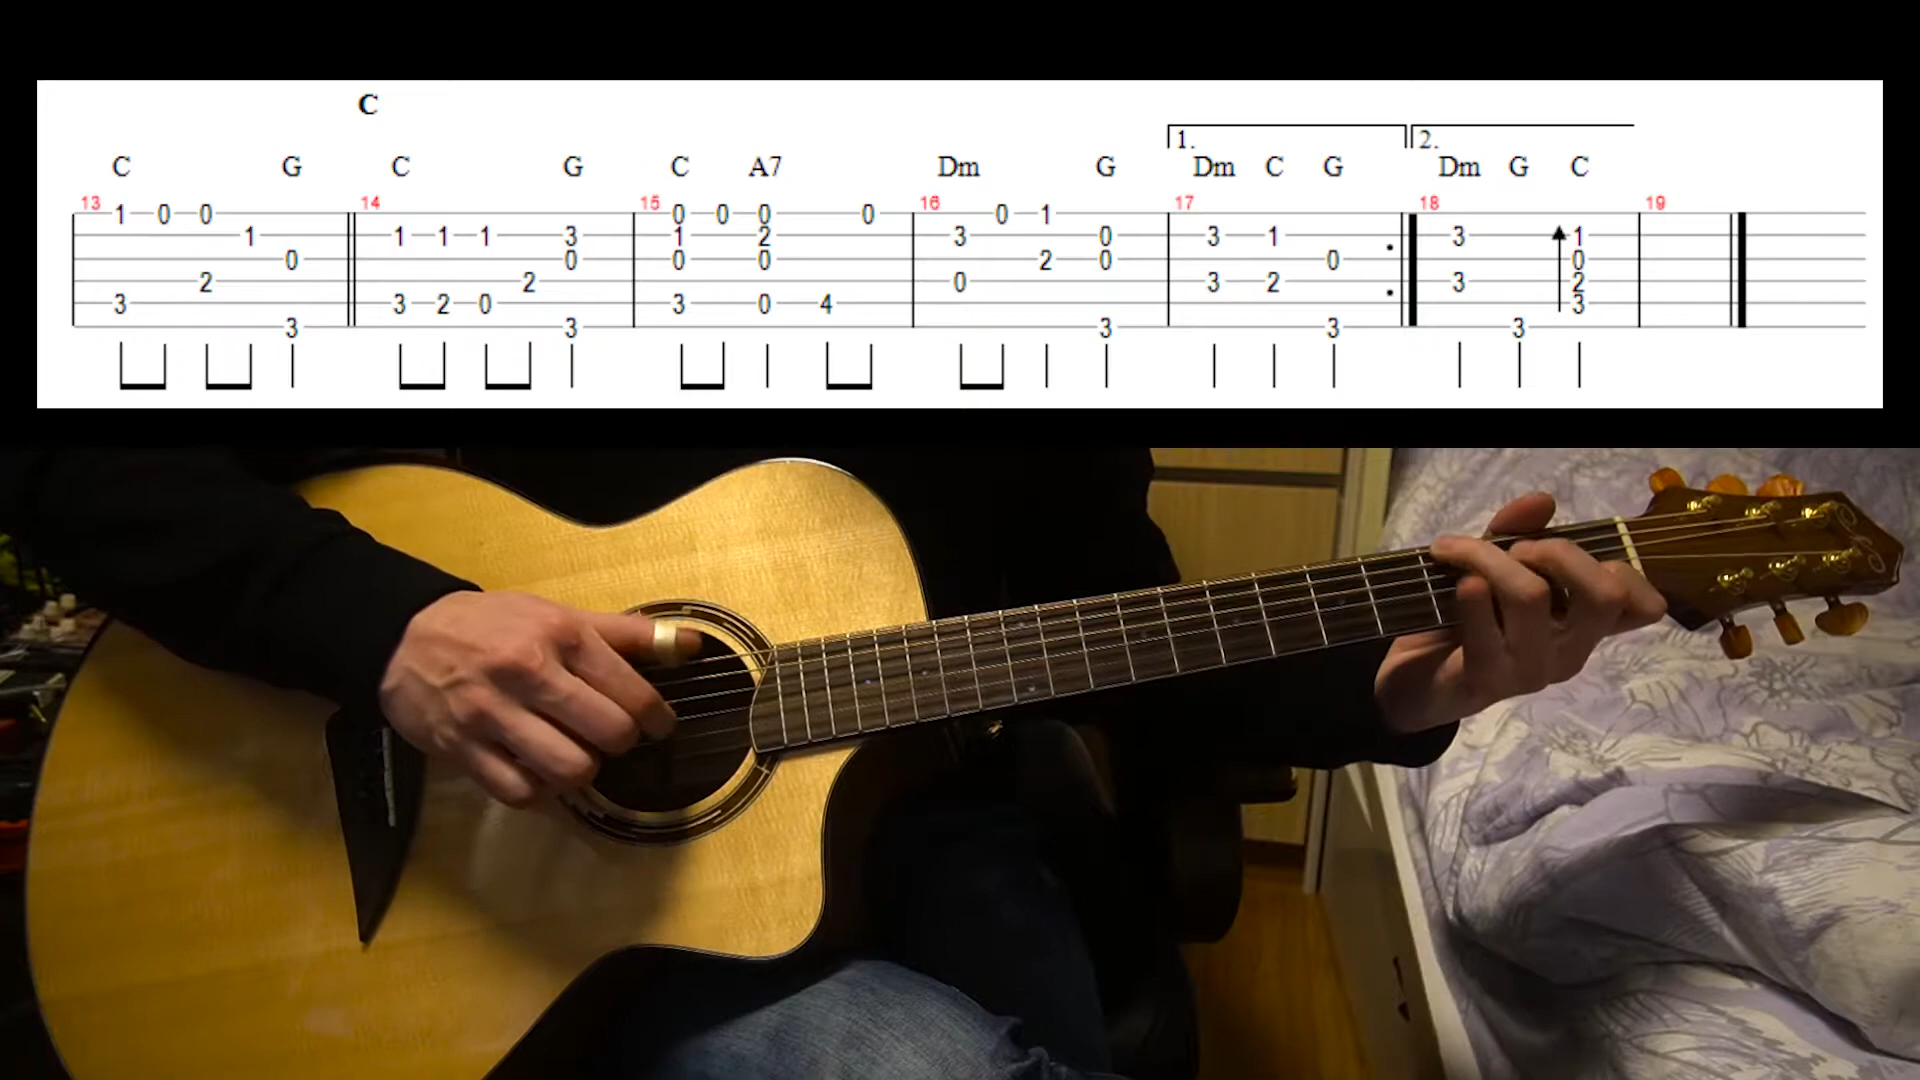 C
1. 2.
C G C G C A7 Dm G Dm C G Dm G C
13 1 0 0 14 15 0 0 0 0 16 0 1 17 18 19
1 1 1 1 3 1 2 3 3 1 3 1
0 0 0 0 2 0 0 0
2 2 0 3 2 3 2
3 3 2 0 3 0 4 3
3 3 3 3 3